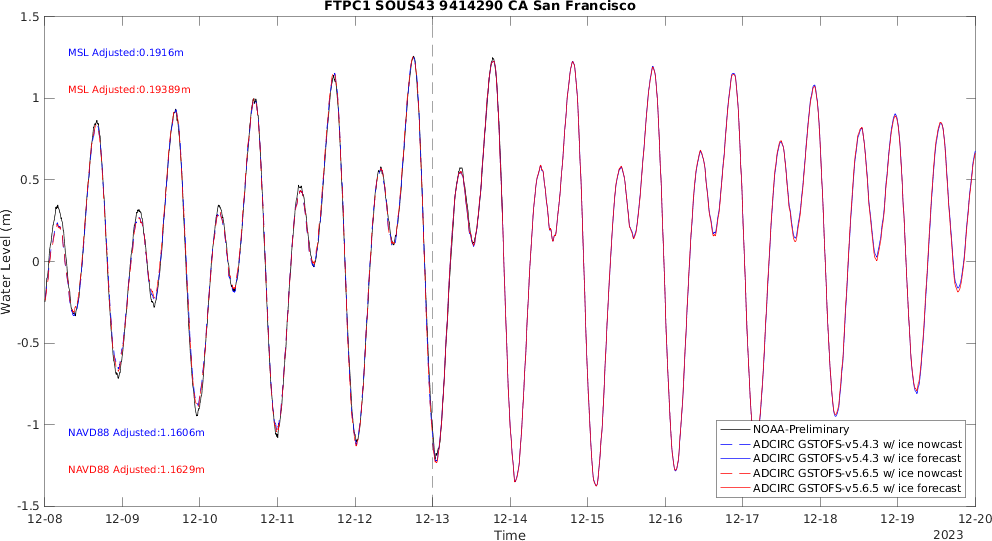 FTPC1 SOUS43 9414290 CA San Francisco
1.5
MSL Adjusted:0.1916m
MSL Adjusted:0.19389m
1
0.5
0
-0.5
-1
-1.5
Water Level (m)
NAVD88 Adjusted:1.1606m
NAVD88 Adjusted:1.1629m
NOAA-Preliminary
ADCIRC GSTOFS-v5.4.3 w/ ice nowcast
ADCIRC GSTOFS-v5.4.3 w/ ice forecast
ADCIRC GSTOFS-v5.6.5 w/ ice nowcast
ADCIRC GSTOFS-v5.6.5 w/ ice forecast
12-08 12-09 12-10 12-11 12-12 12-13 12-14 12-15 12-16 12-17 12-18 12-19 12-20
Time
2023